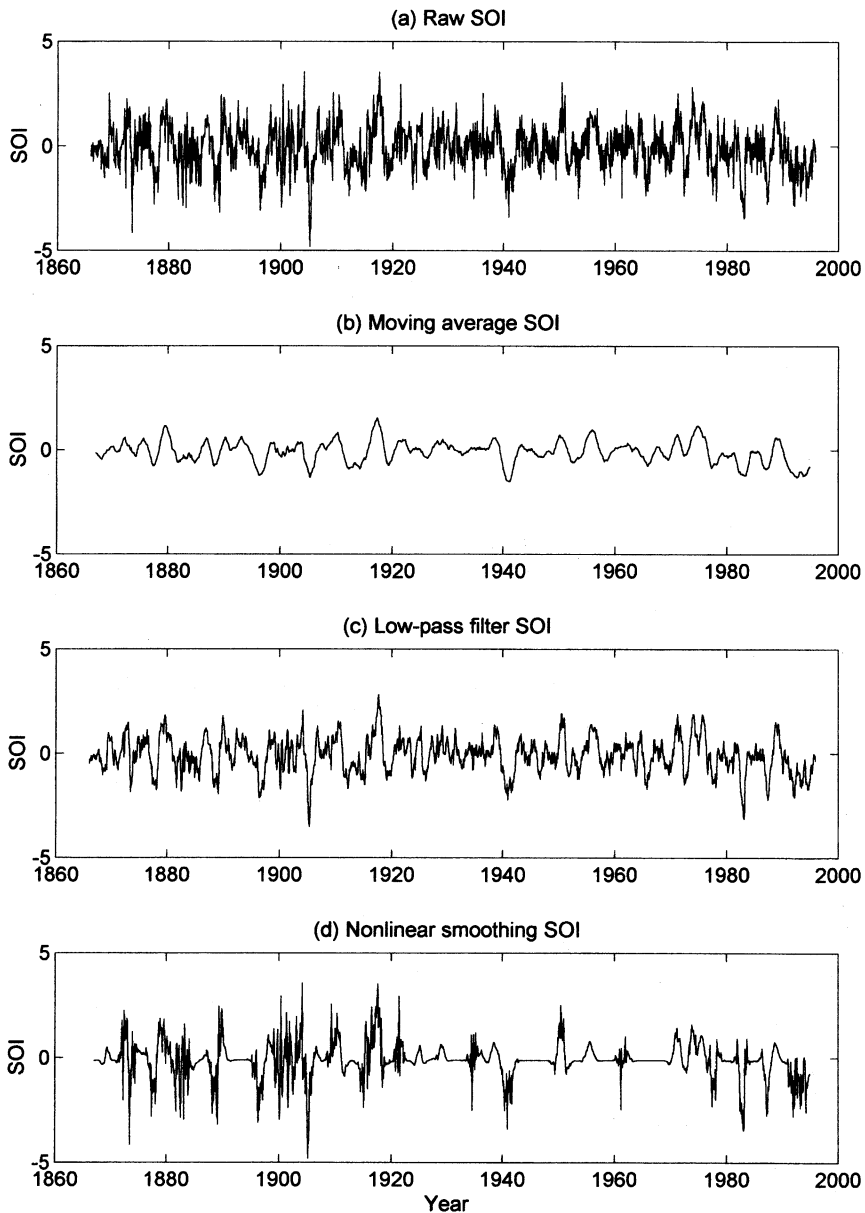 (a) Raw SOI
5
0
-5
SOI
1860 1880 1900 1920 1940 1960 1980 2000
(b) Moving average SOI
5
0
-5
SOI
1860 1880 1900 1920 1940 1960 1980 2000
(c) Low-pass filter SOI
5
0
-5
SOI
1860 1880 1900 1920 1940 1960 1980 2000
(d) Nonlinear smoothing SOI
5
0
-5
SOI
1860 1880 1900 1920 1940 1960 1980 2000
Year